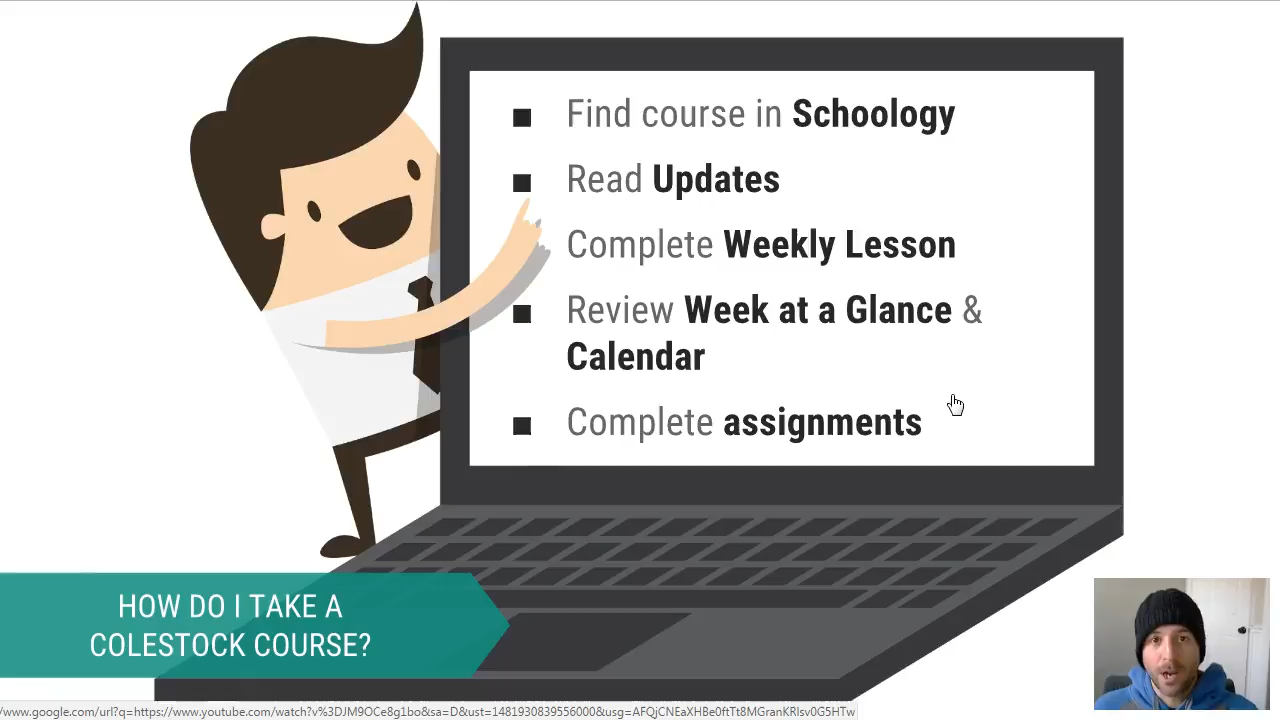 Find course in Schoology
Read Updates
Complete Weekly Lesson
Review Week at a Glance &
Calendar
Complete assignments
HOW DO I TAKE A
COLESTOCK COURSE?
/www.google.com/url?q=https://www.youtube.com/watch?v%3DJM9OCe8g1bo&sa=D&ust=1481930839556000&usg=AFQjCNEaXHBe0ftTt8MGranKRlsv0G5HTw